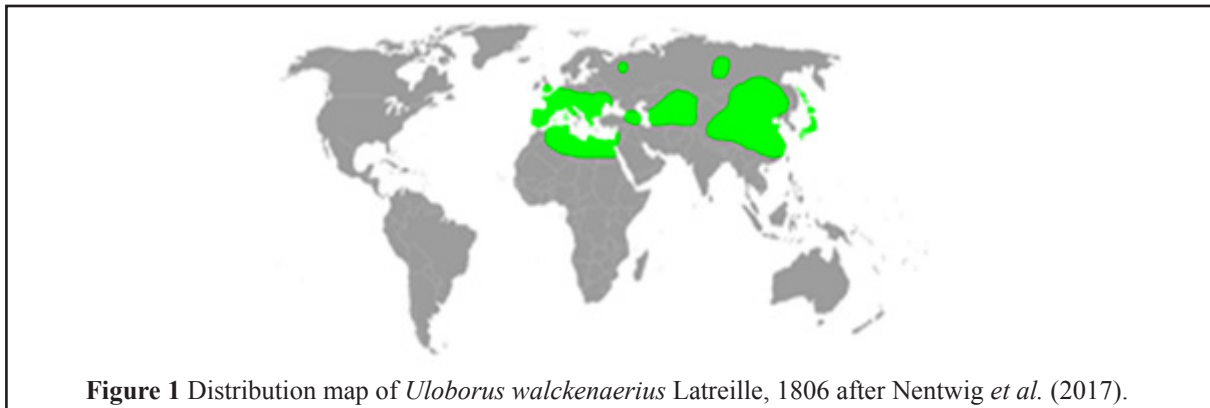 Figure 1 Distribution map of Uloborus walckenaerius Latreille, 1806 after Nentwig et al. (2017).